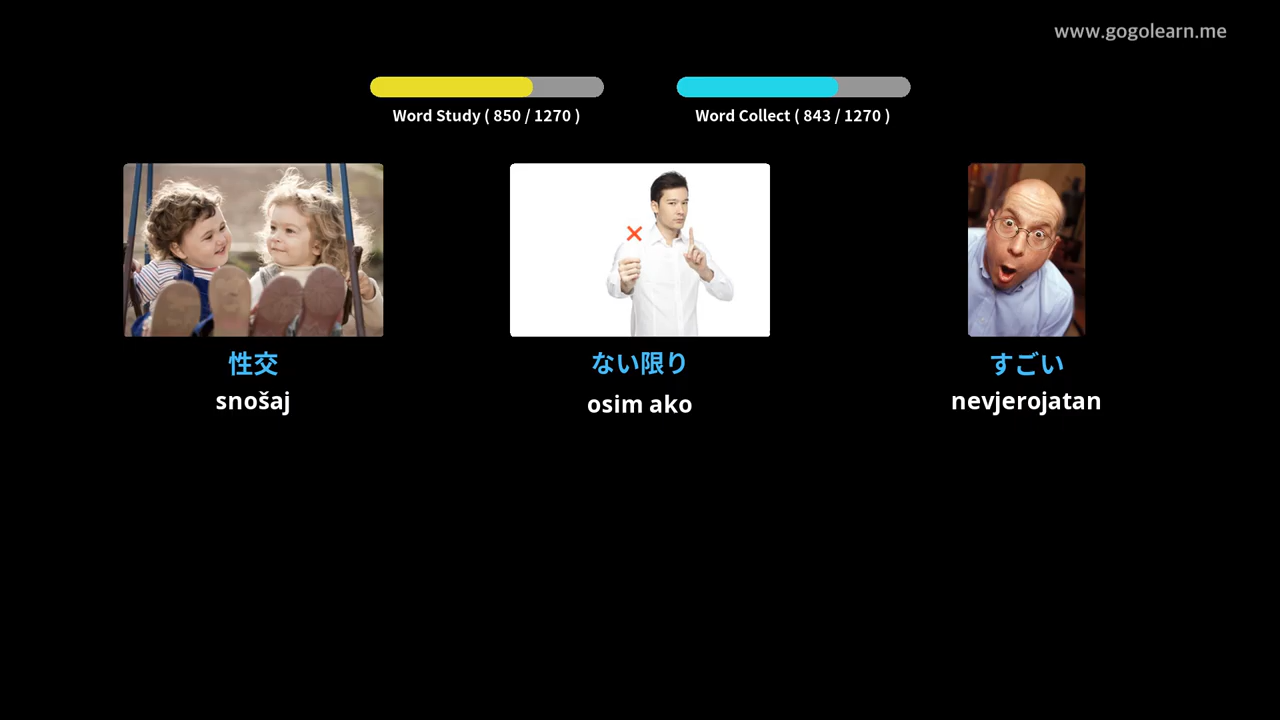 www.gogolearn.me
Word Study ( 850 / 1270 )
Word Collect ( 843 / 1270 )
性交
ない限り
すごい
snošaj
osim ako
nevjerojatan